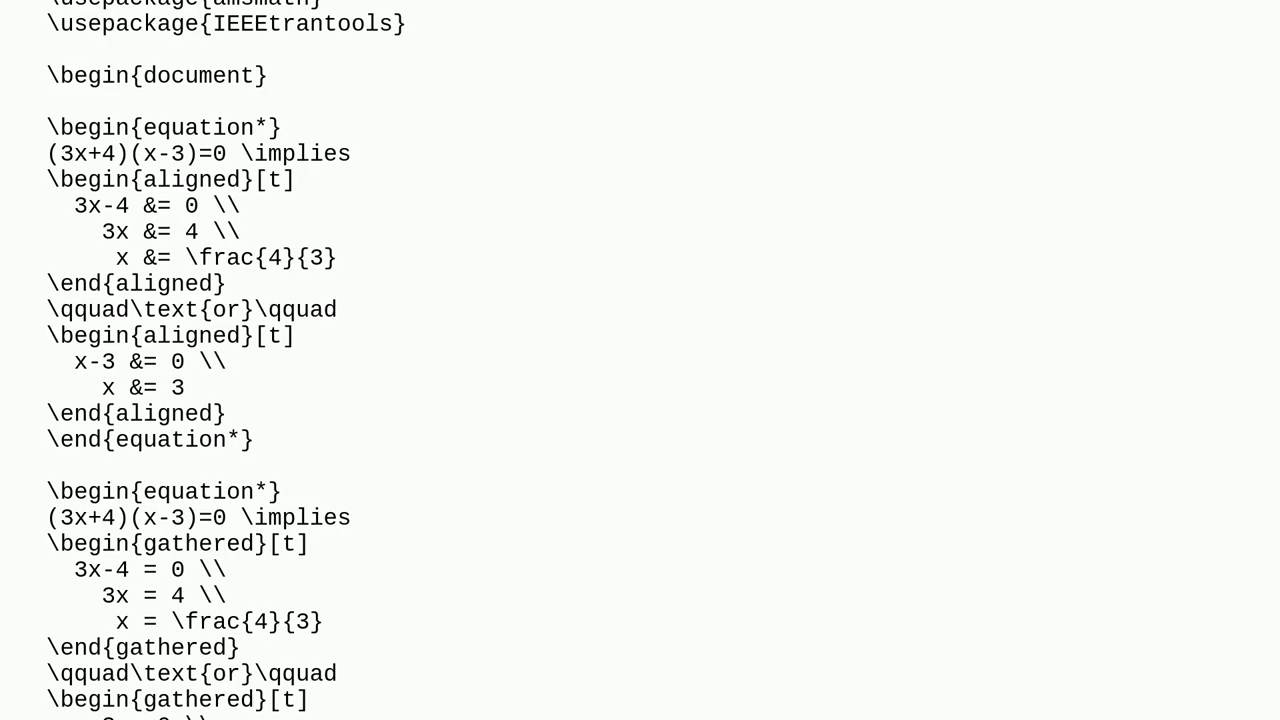 \usepackage{amsmath}
\usepackage{IEEEtrantools}
\begin{document}
\begin{equation*}
(3x+4)(x-3)=0 \implies
\begin{aligned}[t]
3x-4 &= 0 \\
3x &= 4 \\
x &= \frac{4}{3}
\end{aligned}
\qquad\text{or}\qquad
\begin{aligned}[t]
x-3 &= 0 \\
x &= 3
\end{aligned}
\end{equation*}
\begin{equation*}
(3x+4)(x-3)=0 \implies
\begin{gathered}[t]
3x-4 = 0 \\
3x = 4 \\
x = \frac{4}{3}
\end{gathered}
\qquad\text{or}\qquad
\begin{gathered}[t]